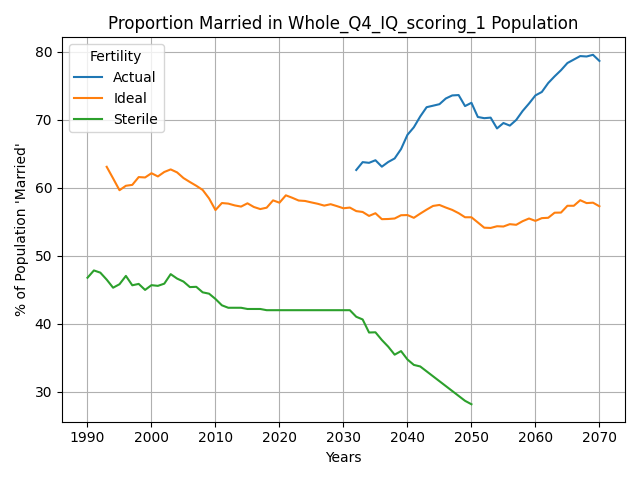 Proportion Married in Whole_Q4_IQ_scoring_1 Population
% of Population 'Married'
80
70
60
50
40
30
Fertility
Actual
Ideal
Sterile
1990 2000 2010 2020 2030 2040 2050 2060 2070
Years